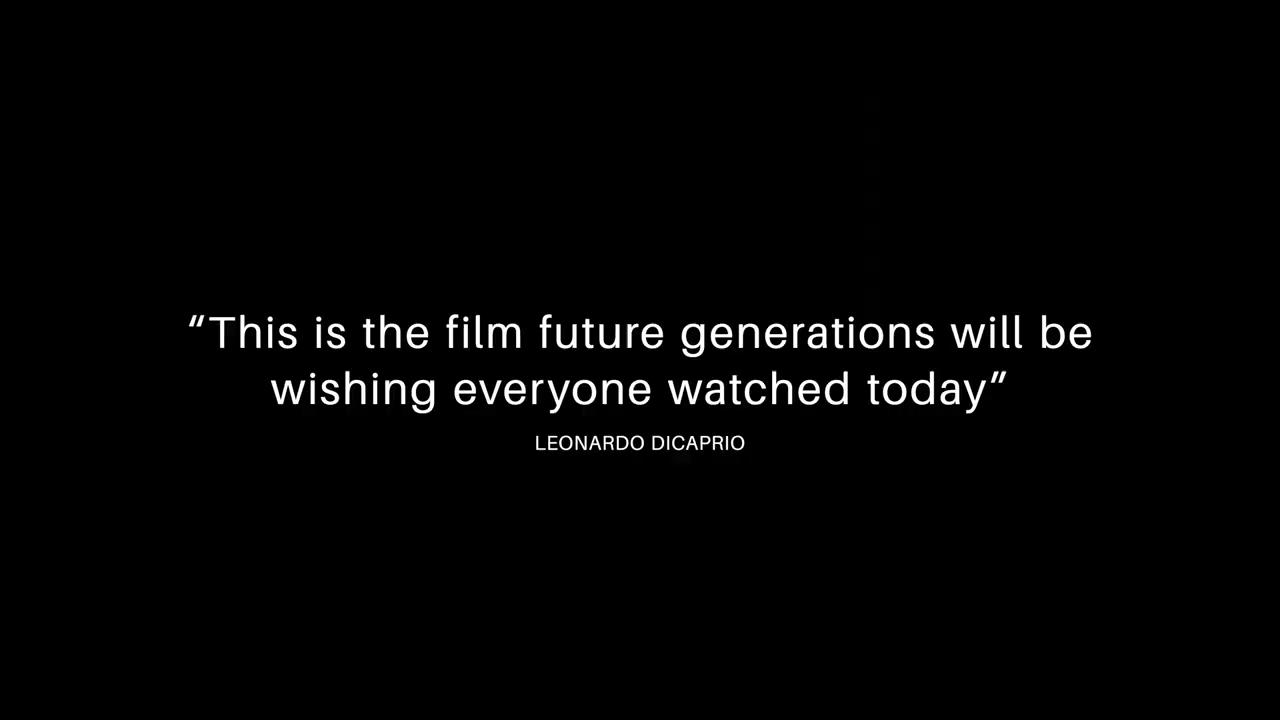 “This is the film future generations will be
wishing everyone watched today”
LEONARDO DICAPRIO